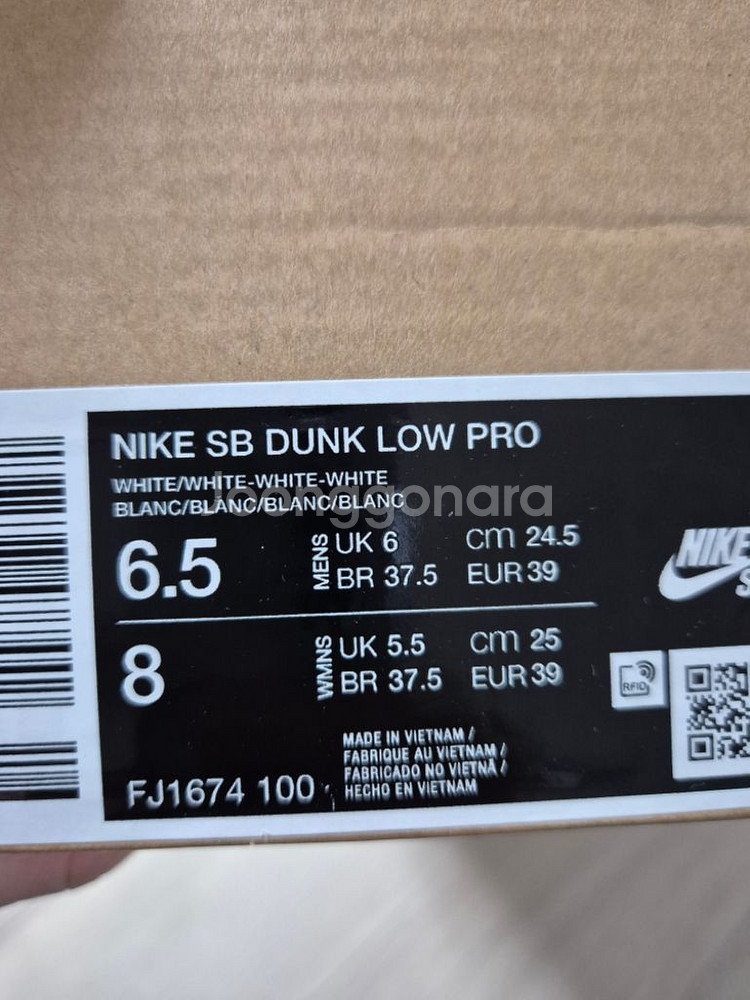 NIKE SB DUNK LOW PRO
WHITE/WHITE-WHITE-WHITE
BLANC/BLANC/BLANC/BLANC
Joonggonara
6.5 MENS UK 6 cm 24.5
BR 37.5 EUR 39
8 WMNS UK 5.5 cm 25
BR 37.5 EUR 39
NIKE
RFID
MADE IN VIETNAM /
FABRIQUE AU VIETNAM /
FABRICADO NO VIETNÃ /
HECHO EN VIETNAM
FJ1674 100